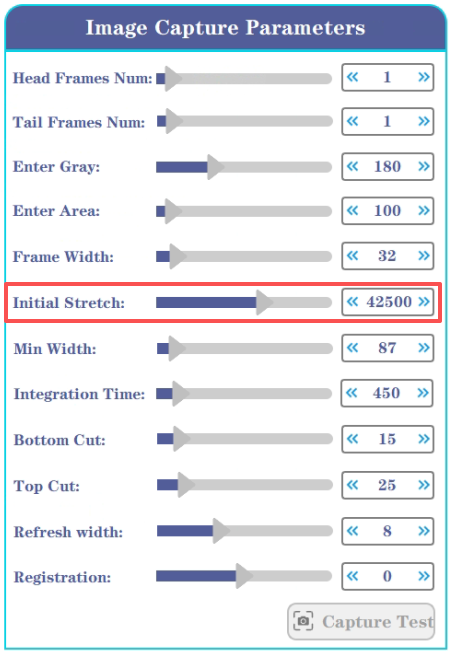 Image Capture Parameters
Head Frames Num: 1
Tail Frames Num: 1
Enter Gray: 180
Enter Area: 100
Frame Width: 32
Initial Stretch: 42500
Min Width: 87
Integration Time: 450
Bottom Cut: 15
Top Cut: 25
Refresh width: 8
Registration: 0
Capture Test